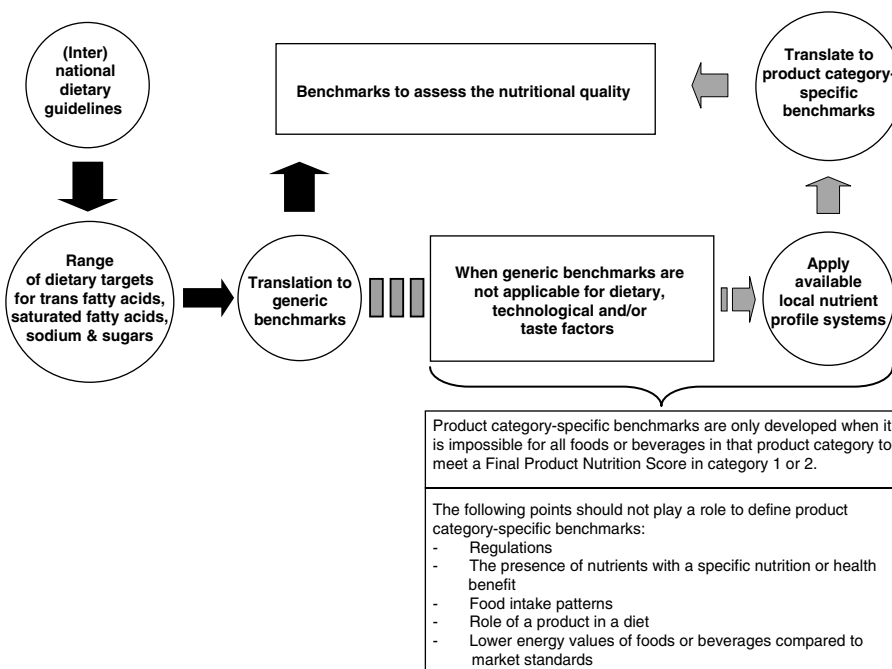 (Inter)
national
dietary
guidelines
Benchmarks to assess the nutritional quality
Translate to
product category-
specific
benchmarks
Range
of dietary targets
for trans fatty acids,
saturated fatty acids,
sodium & sugars
Translation to
generic
benchmarks
When generic benchmarks are
not applicable for dietary,
technological and/or
taste factors
Apply
available
local nutrient
profile systems
Product category-specific benchmarks are only developed when it
is impossible for all foods or beverages in that product category to
meet a Final Product Nutrition Score in category 1 or 2.
The following points should not play a role to define product
category-specific benchmarks:
- Regulations
- The presence of nutrients with a specific nutrition or health
benefit
- Food intake patterns
- Role of a product in a diet
- Lower energy values of foods or beverages compared to
market standards